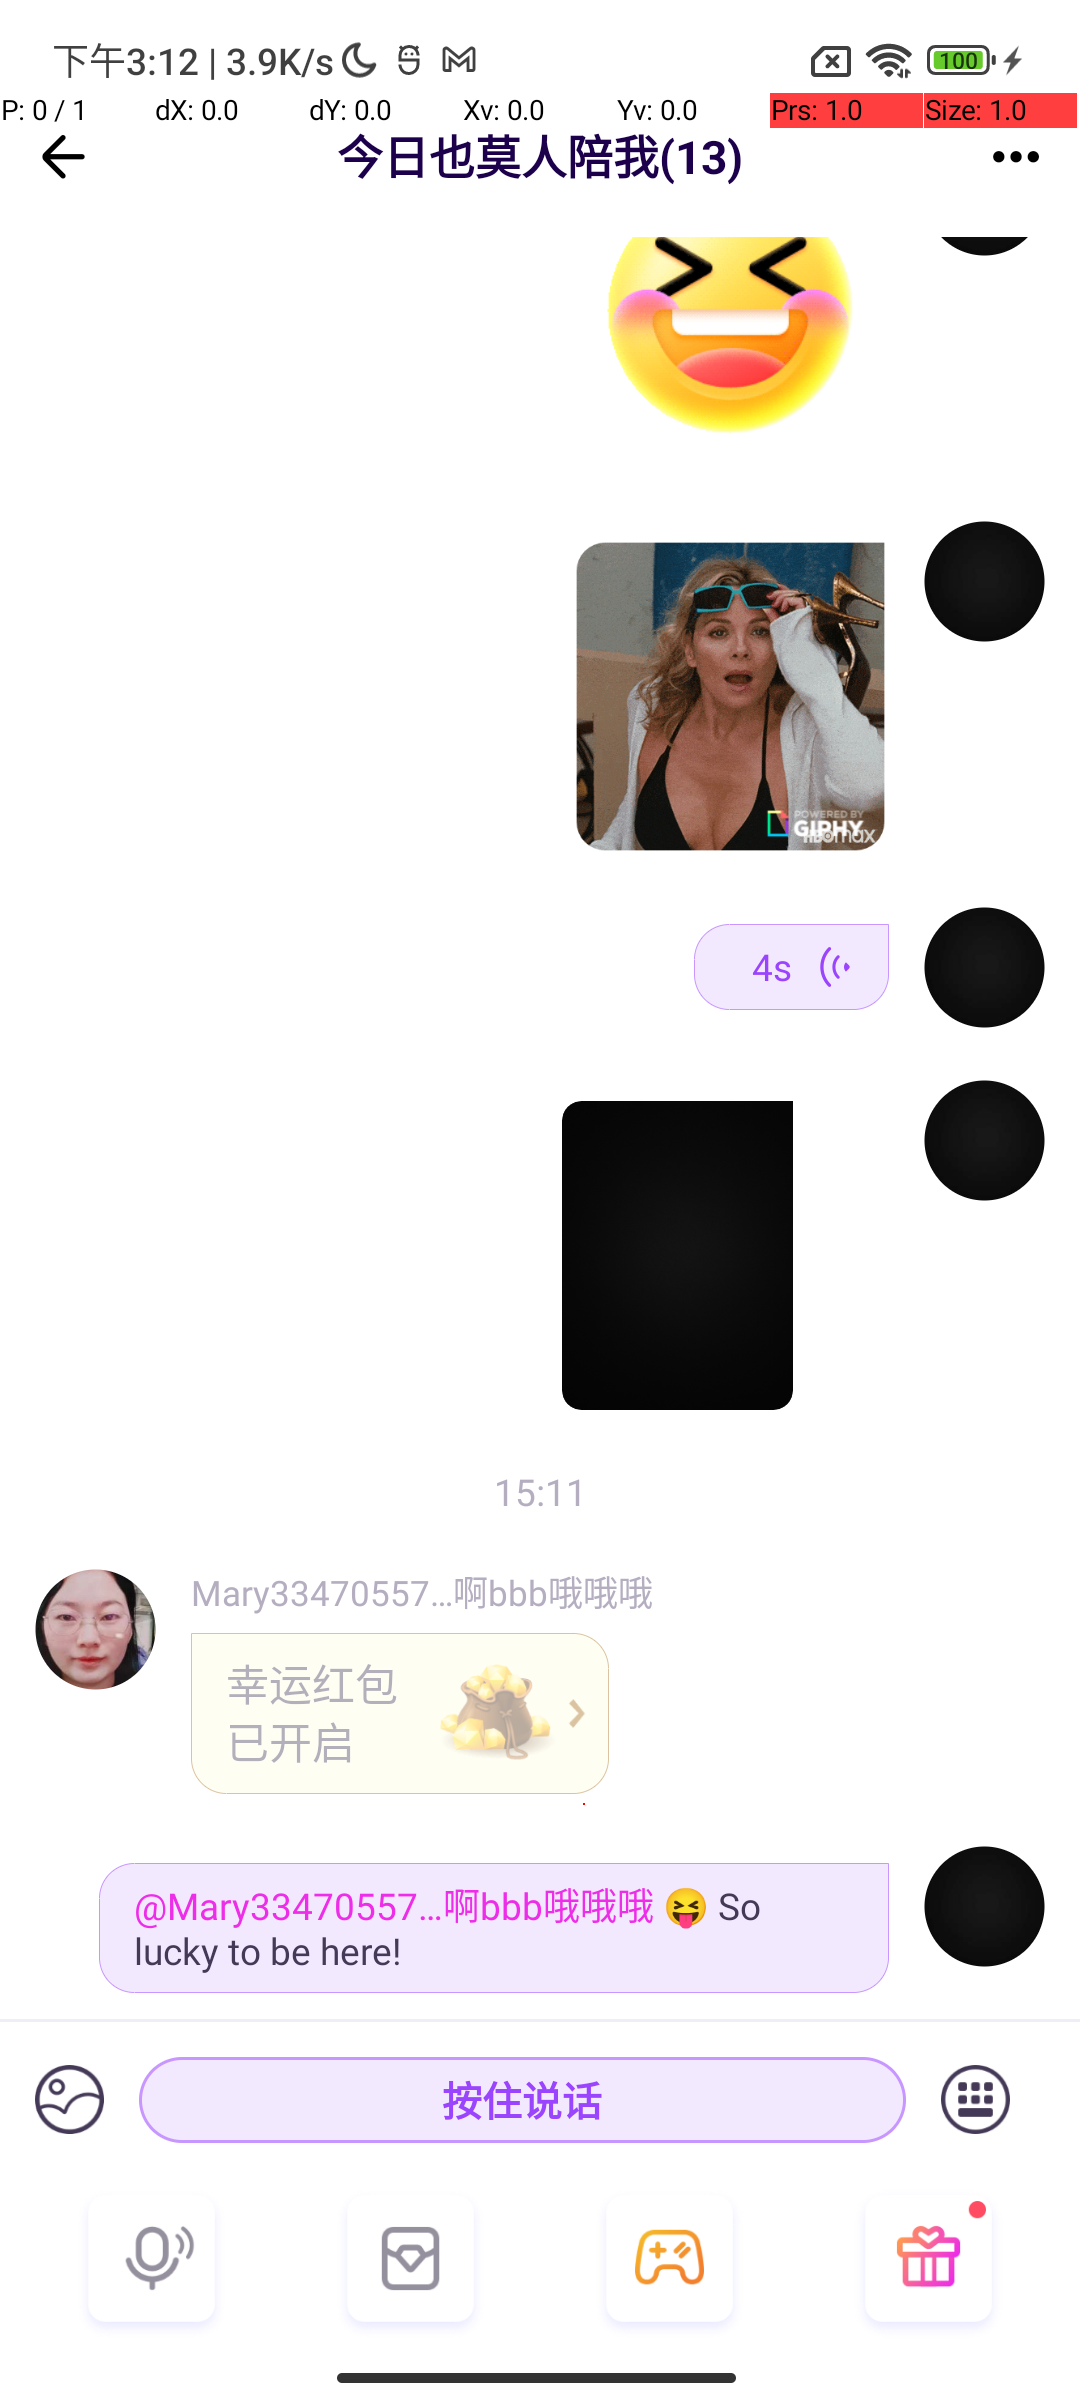 下午3:12 | 3.9K/s
100
P: 0 / 1 dX: 0.0 dY: 0.0 Xv: 0.0 Yv: 0.0 Prs: 1.0 Size: 1.0
今日也莫人陪我(13)
POWERED BY
GIPHY
HBOmax
4s
15:11
Mary33470557...啊bbb哦哦哦
幸运红包
已开启
@Mary33470557...啊bbb哦哦哦 😝 So
lucky to be here!
按住说话